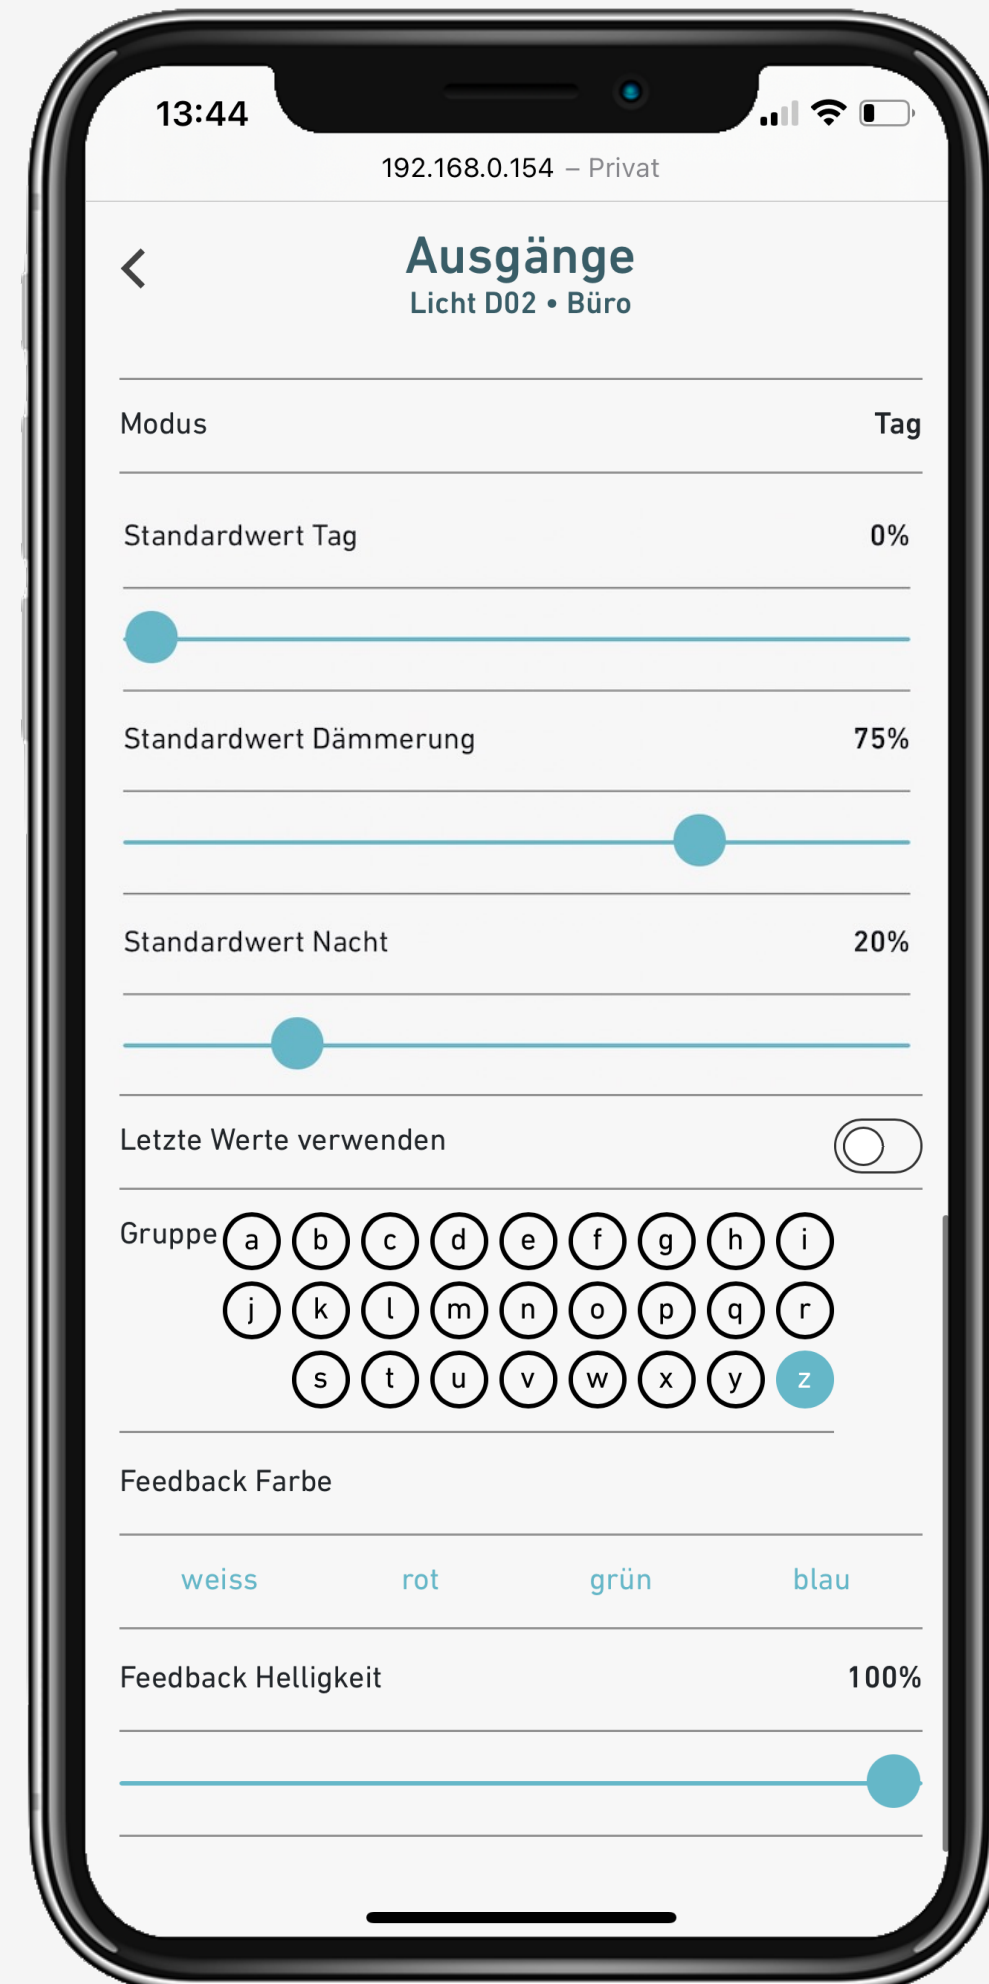 13:44
192.168.0.154 – Privat
Ausgänge
Licht D02 • Büro
Modus Tag
Standardwert Tag 0%
Standardwert Dämmerung 75%
Standardwert Nacht 20%
Letzte Werte verwenden
Gruppe a b c d e f g h i
j k l m n o p q r
s t u v w x y z
Feedback Farbe
weiss rot grün blau
Feedback Helligkeit 100%